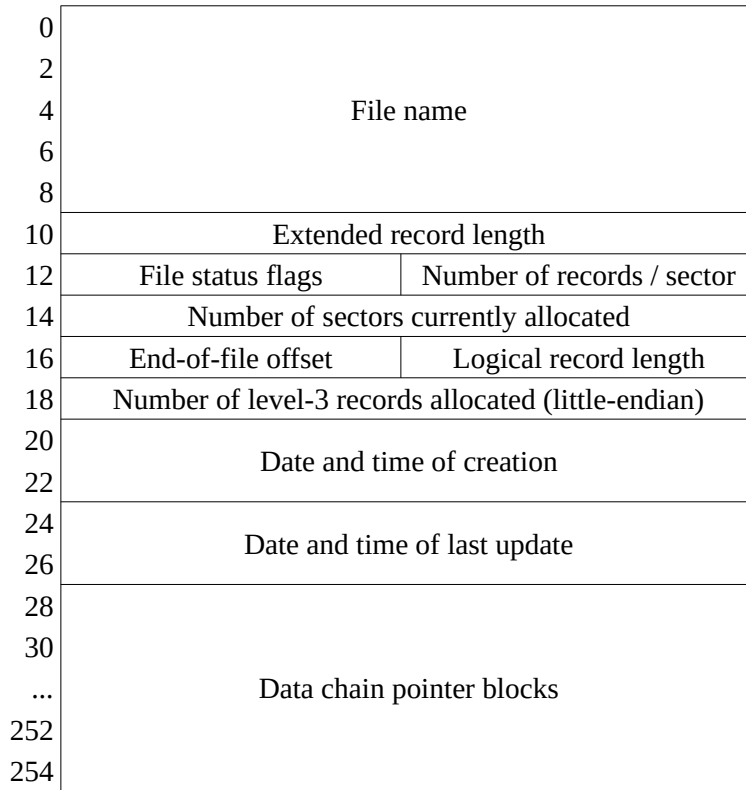 0
2
4 File name
6
8
10 Extended record length
12 File status flags Number of records / sector
14 Number of sectors currently allocated
16 End-of-file offset Logical record length
18 Number of level-3 records allocated (little-endian)
20
Date and time of creation
22
24
Date and time of last update
26
28
30
... Data chain pointer blocks
252
254